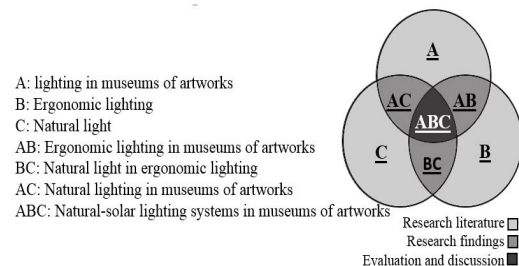 A: lighting in museums of artworks
B: Ergonomic lighting
C: Natural light
AB: Ergonomic lighting in museums of artworks
BC: Natural light in ergonomic lighting
AC: Natural lighting in museums of artworks
ABC: Natural-solar lighting systems in museums of artworks
A
AC
AB
ABC
C
BC
B
Research literature
Research findings
Evaluation and discussion